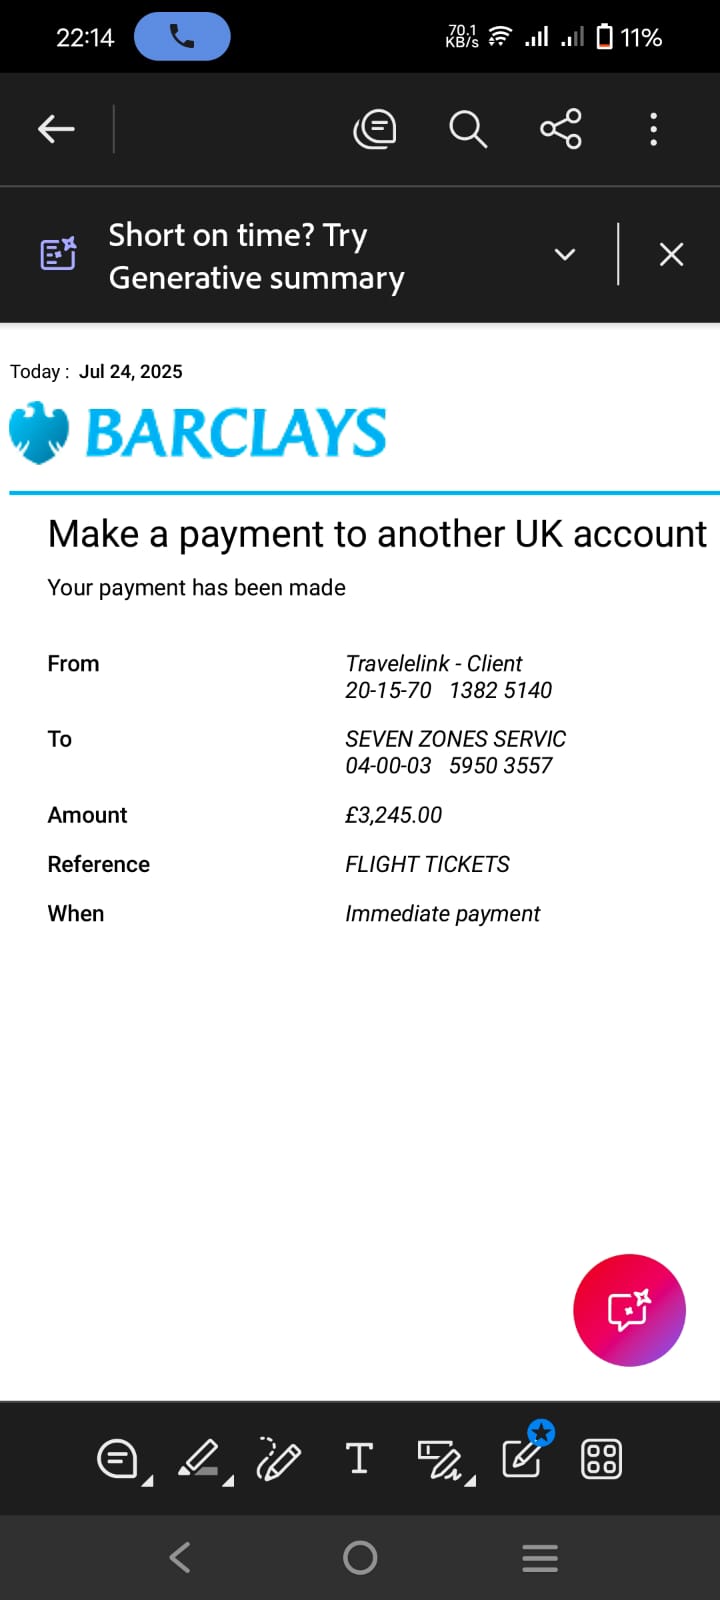 22:14
70.1
KB/s
11%
Short on time? Try
Generative summary
Today : Jul 24, 2025
BARCLAYS
Make a payment to another UK account
Your payment has been made
From Travelelink - Client
20-15-70 1382 5140
To SEVEN ZONES SERVIC
04-00-03 5950 3557
Amount £3,245.00
Reference FLIGHT TICKETS
When Immediate payment
T